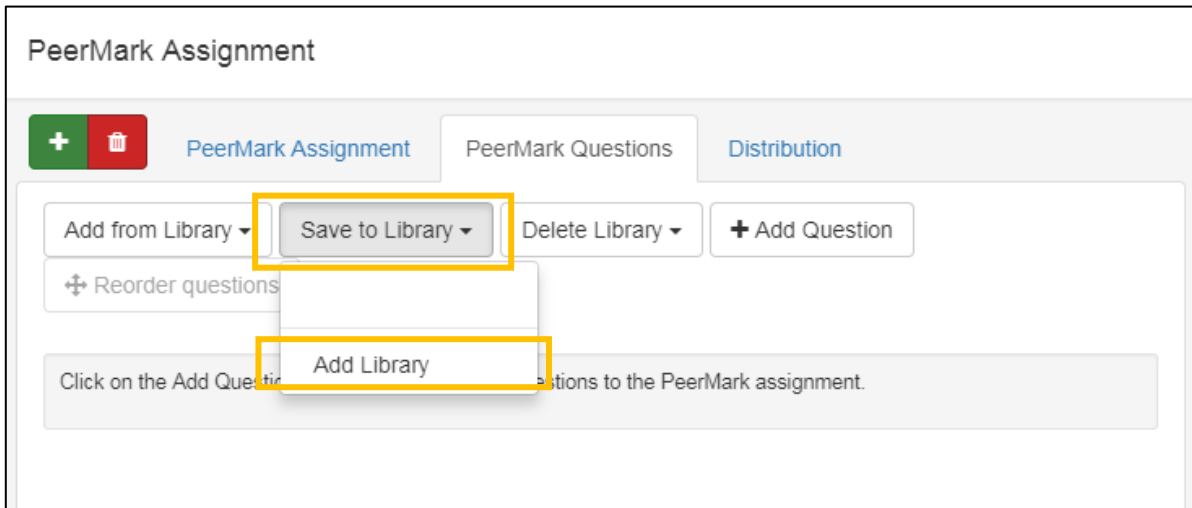 PeerMark Assignment
PeerMark Assignment PeerMark Questions Distribution
Add from Library Save to Library Delete Library + Add Question
Reorder questions
Add Library
Click on the Add Questi stions to the PeerMark assignment.